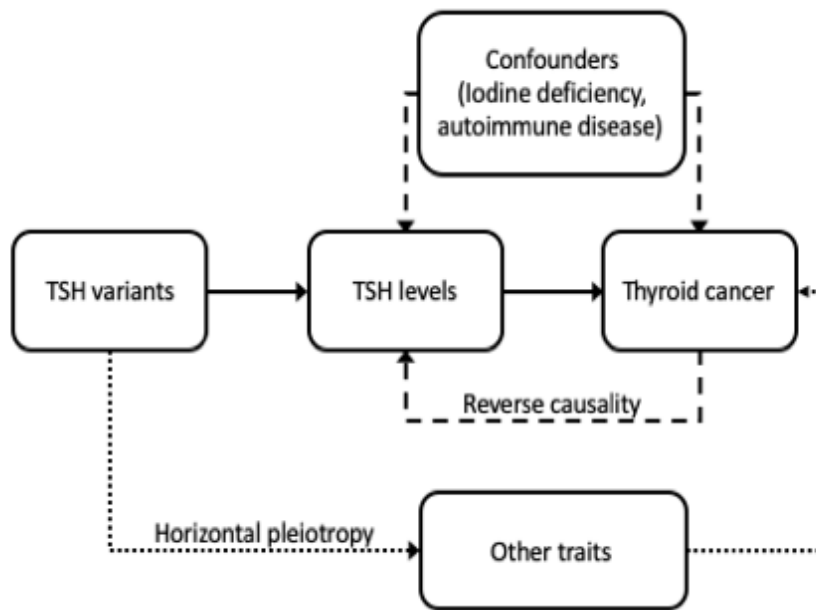 Confounders
(Iodine deficiency,
autoimmune disease)
TSH variants
TSH levels
Thyroid cancer
Reverse causality
Horizontal pleiotropy
Other traits